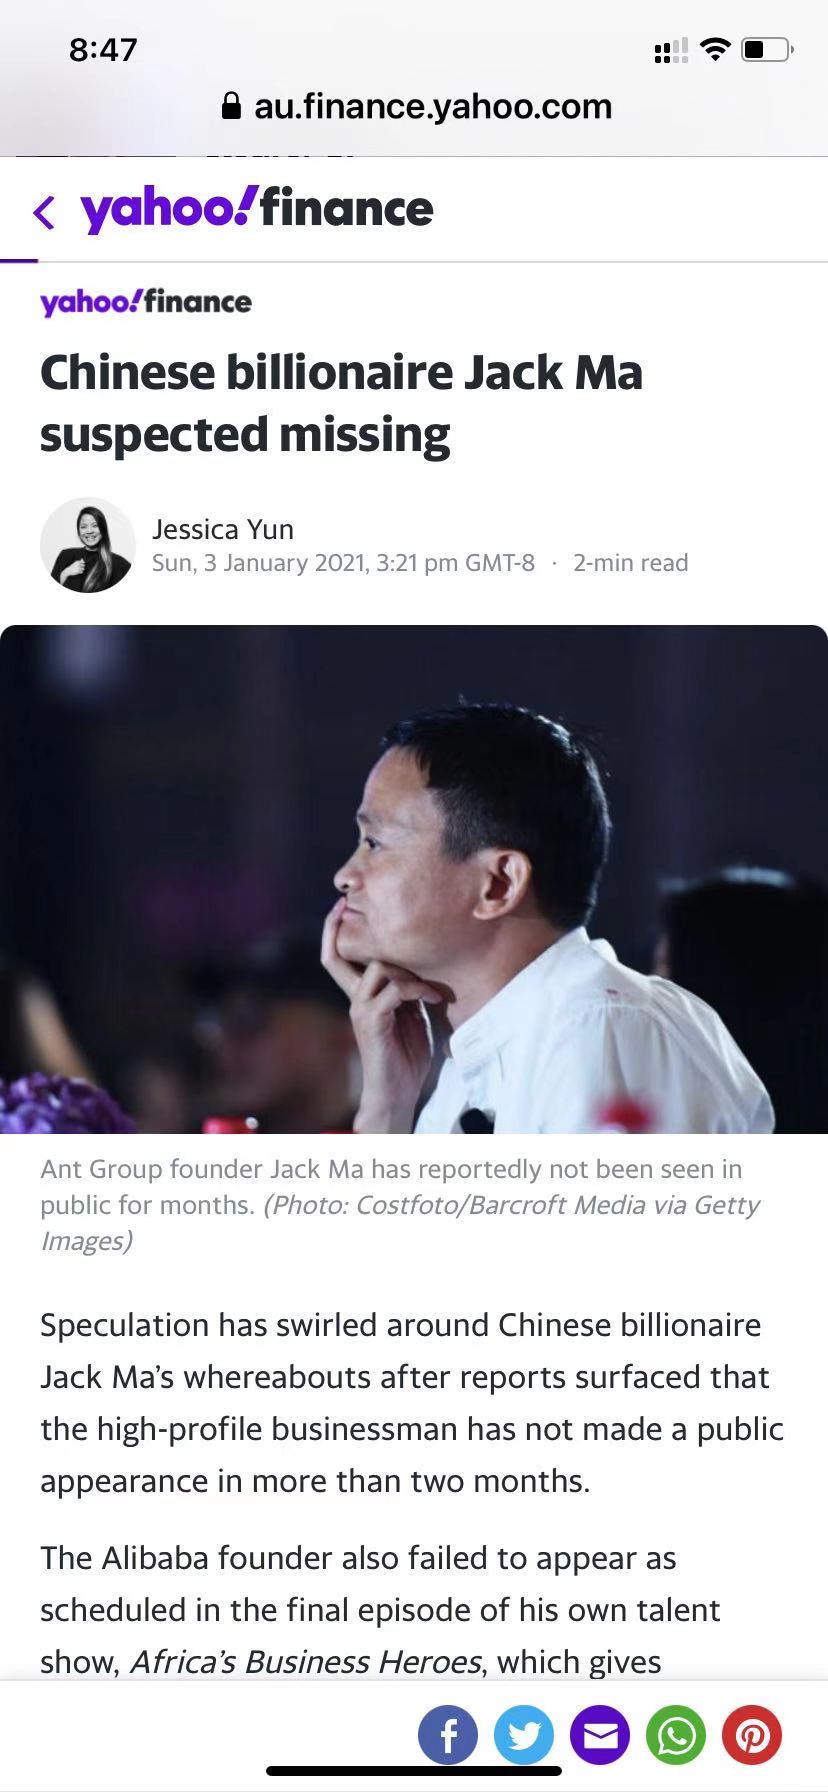 8:47
au.finance.yahoo.com
yahoo!finance
yahoo!finance
Chinese billionaire Jack Ma
suspected missing
Jessica Yun
Sun, 3 January 2021, 3:21 pm GMT-8 · 2-min read
Ant Group founder Jack Ma has reportedly not been seen in
public for months. (Photo: Costfoto/Barcroft Media via Getty
Images)
Speculation has swirled around Chinese billionaire
Jack Ma’s whereabouts after reports surfaced that
the high-profile businessman has not made a public
appearance in more than two months.
The Alibaba founder also failed to appear as
scheduled in the final episode of his own talent
show, Africa’s Business Heroes, which gives